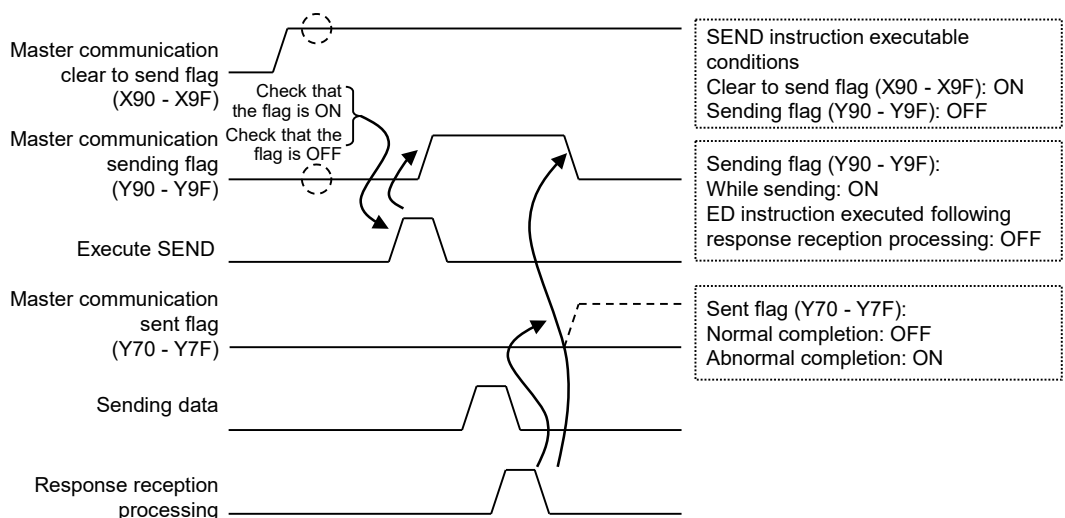 Master communication
clear to send flag
(X90 - X9F)
Check that
the flag is ON
Check that the
flag is OFF
Master communication
sending flag
(Y90 - Y9F)
Execute SEND
Master communication
sent flag
(Y70 - Y7F)
Sending data
Response reception
processing
SEND instruction executable
conditions
Clear to send flag (X90 - X9F): ON
Sending flag (Y90 - Y9F): OFF
Sending flag (Y90 - Y9F):
While sending: ON
ED instruction executed following
response reception processing: OFF
Sent flag (Y70 - Y7F):
Normal completion: OFF
Abnormal completion: ON